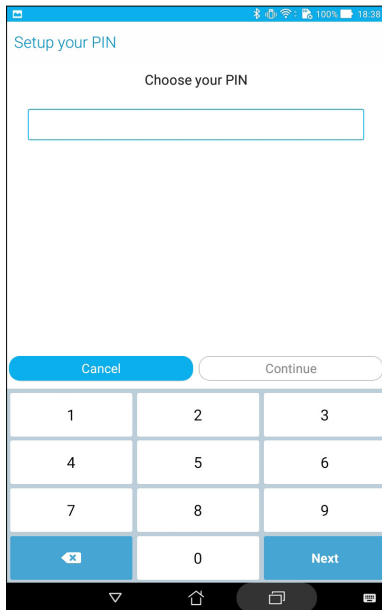 100% 18:38
Setup your PIN
Choose your PIN
Cancel Continue
1 2 3
4 5 6
7 8 9
0 Next